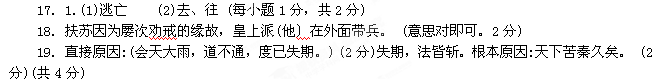 17. 1.(1)逃亡 (2)去、往 (每小题1分，共2分)
18. 扶苏因为屡次劝戒的缘故，皇上派(他)在外面带兵。(意思对即可。2分)
19. 直接原因:(会天大雨，道不通，度已失期。)(2分)失期，法皆斩。根本原因:天下苦秦久矣。 (2
分)(共4分)